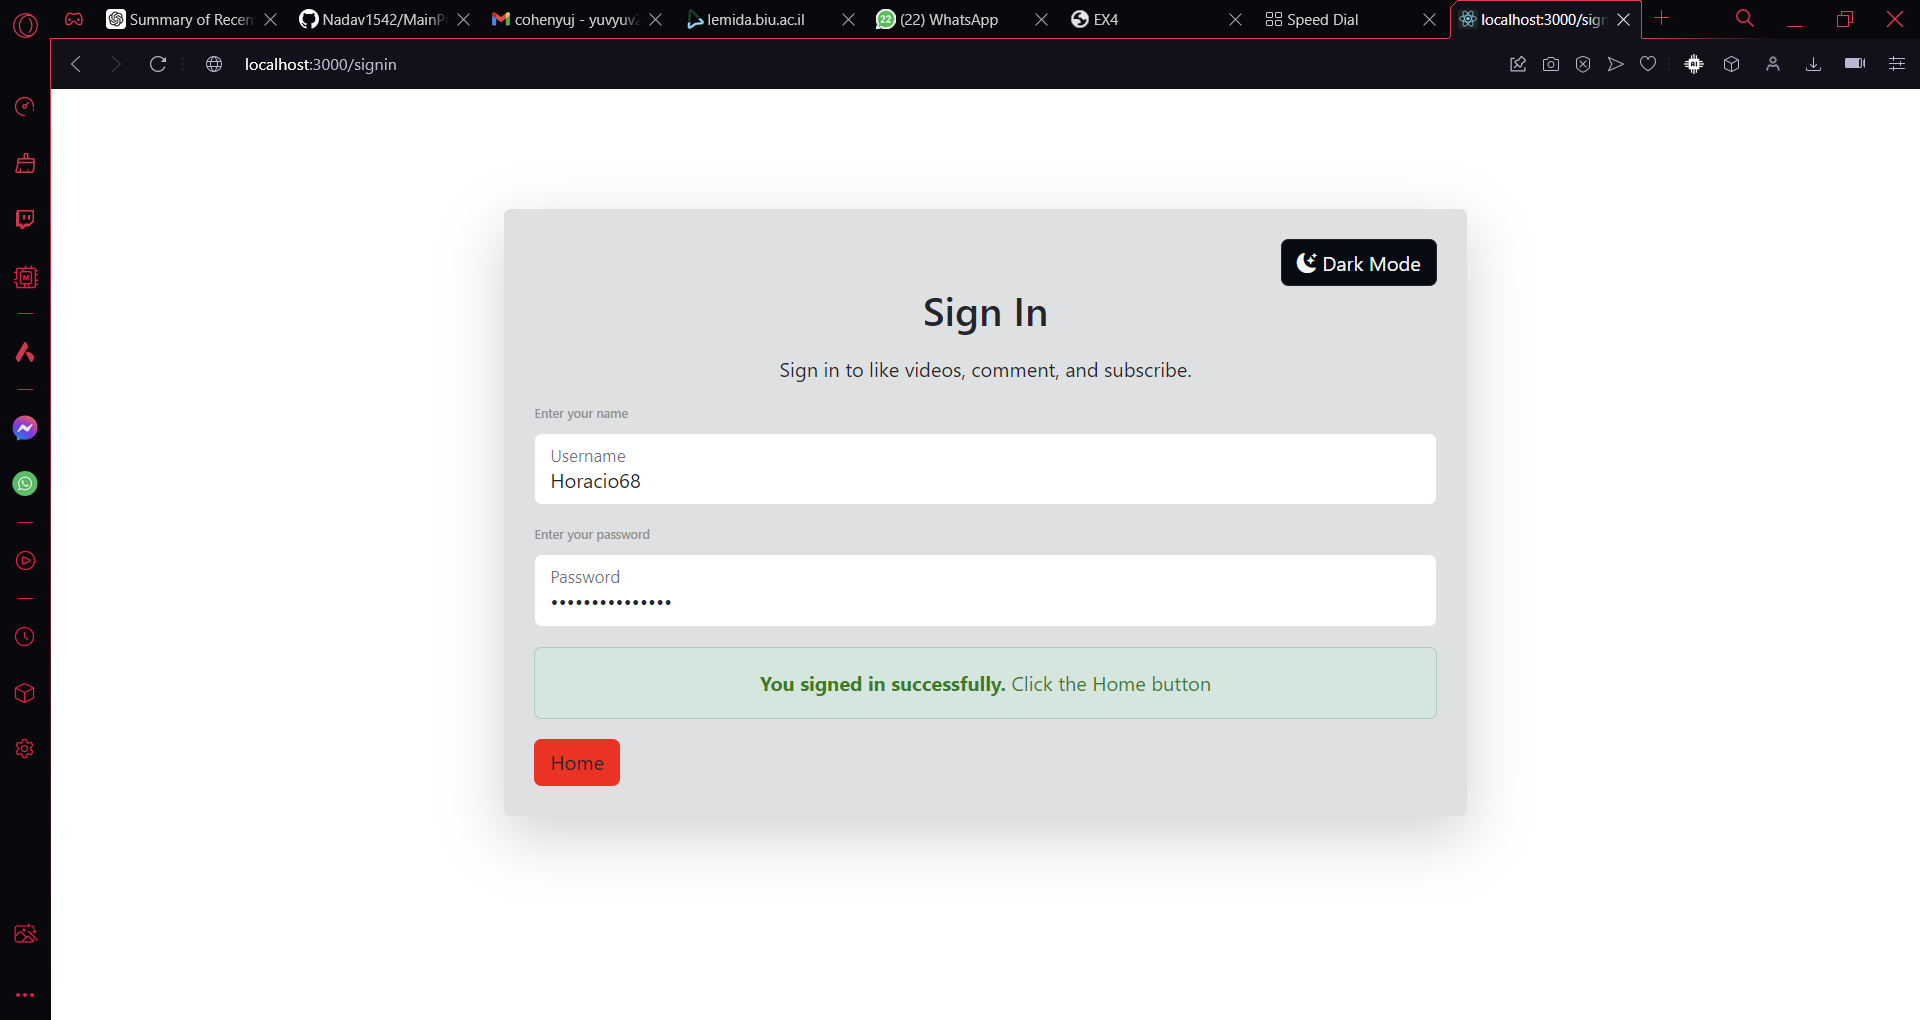 Summary of Recen
Nadav1542/MainP
cohenyuj - yuvyuv2
lemida.biu.ac.il
22
(22) WhatsApp
EX4
Speed Dial
localhost:3000/sign
localhost:3000/signin
Dark Mode
Sign In
Sign in to like videos, comment, and subscribe.
Enter your name
Username
Horacio68
Enter your password
Password
•••••••••••••••
You signed in successfully. Click the Home button
Home